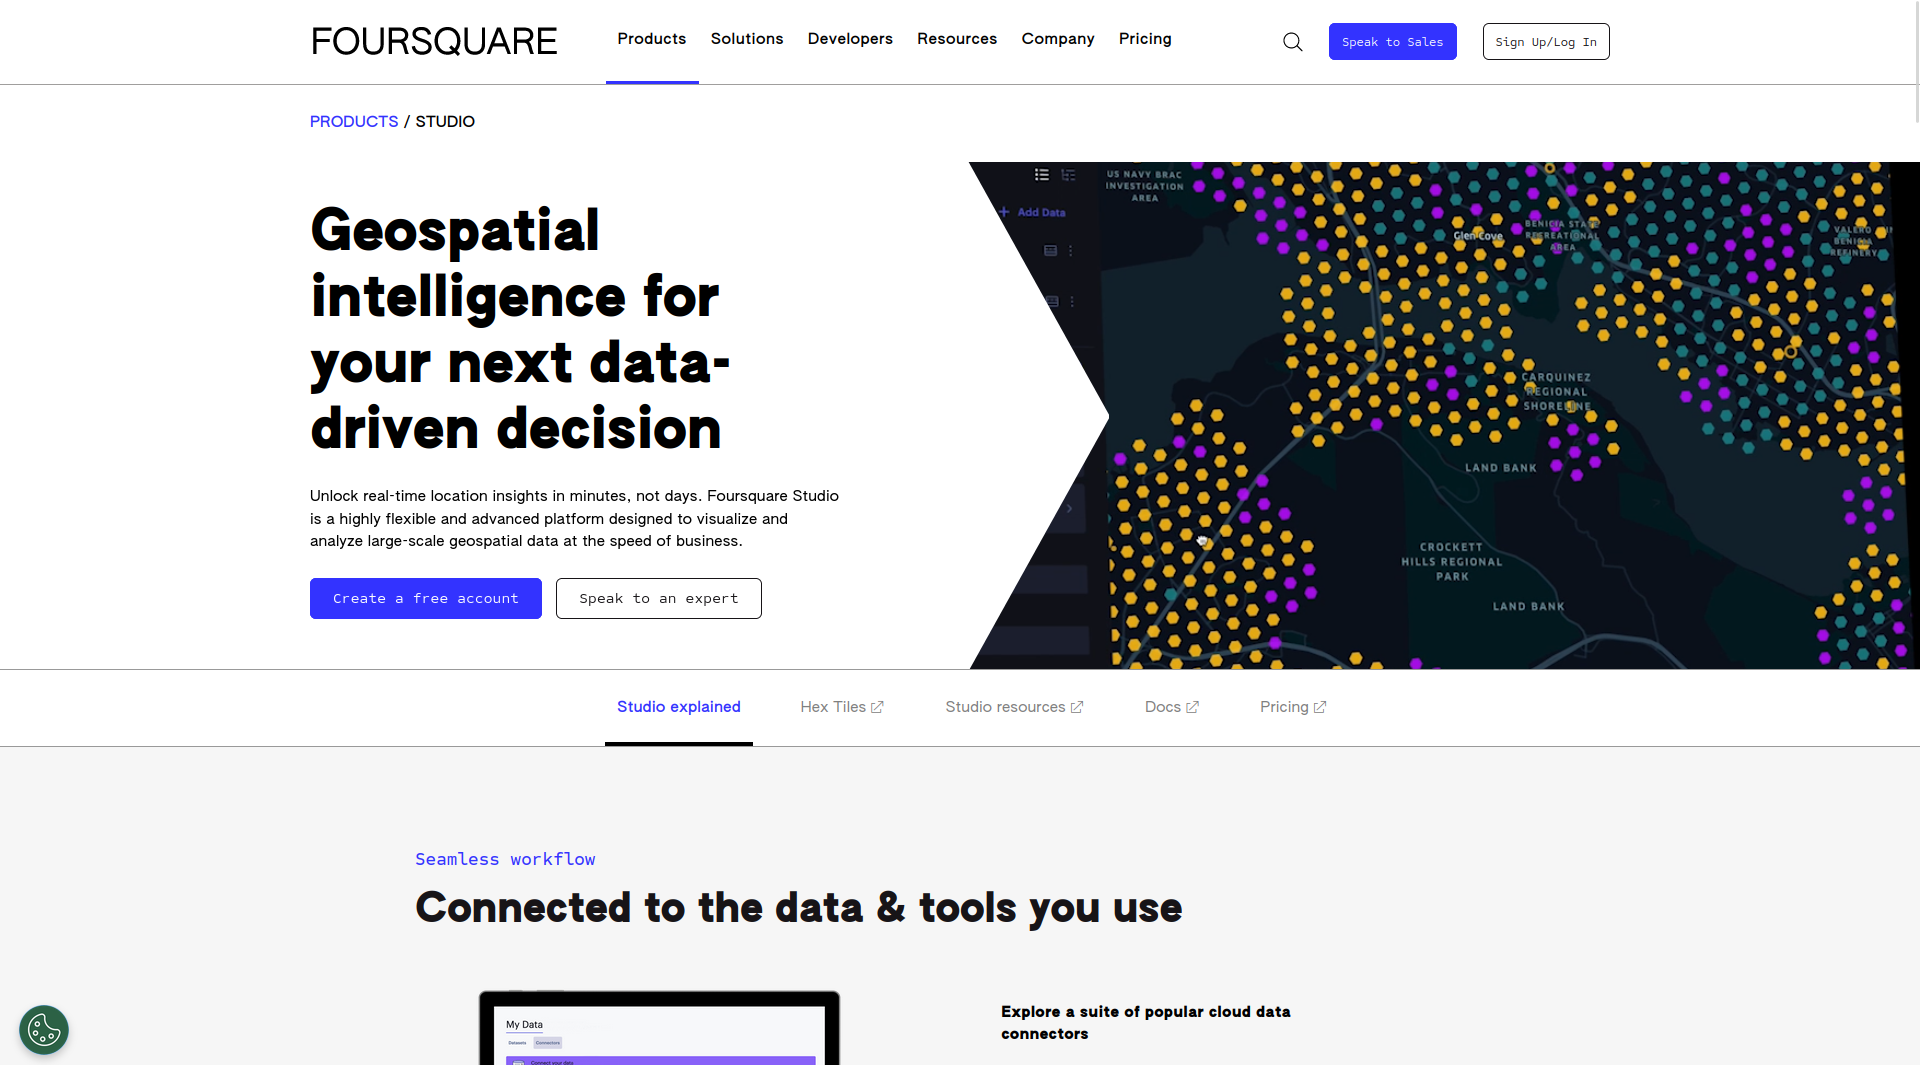 FOURSQUARE
Products
Solutions
Developers
Resources
Company
Pricing
Speak to Sales
Sign Up/Log In
PRODUCTS / STUDIO
Geospatial
intelligence for
your next data-
driven decision
Unlock real-time location insights in minutes, not days. Foursquare Studio
is a highly flexible and advanced platform designed to visualize and
analyze large-scale geospatial data at the speed of business.
Create a free account
Speak to an expert
Add Data
US NAVY BRAC
INVESTIGATION
AREA
Glen Cove
BENICIA STATE
RECREATIONAL
AREA
VALERO
BENICIA
REFINERY
CARQUINEZ
REGIONAL
SHORELINE
LAND BANK
CROCKETT
HILLS REGIONAL
PARK
LAND BANK
Studio explained
Hex Tiles
Studio resources
Docs
Pricing
Seamless workflow
Connected to the data & tools you use
My Data
Datasets
Connectors
Connect your data
Explore a suite of popular cloud data
connectors